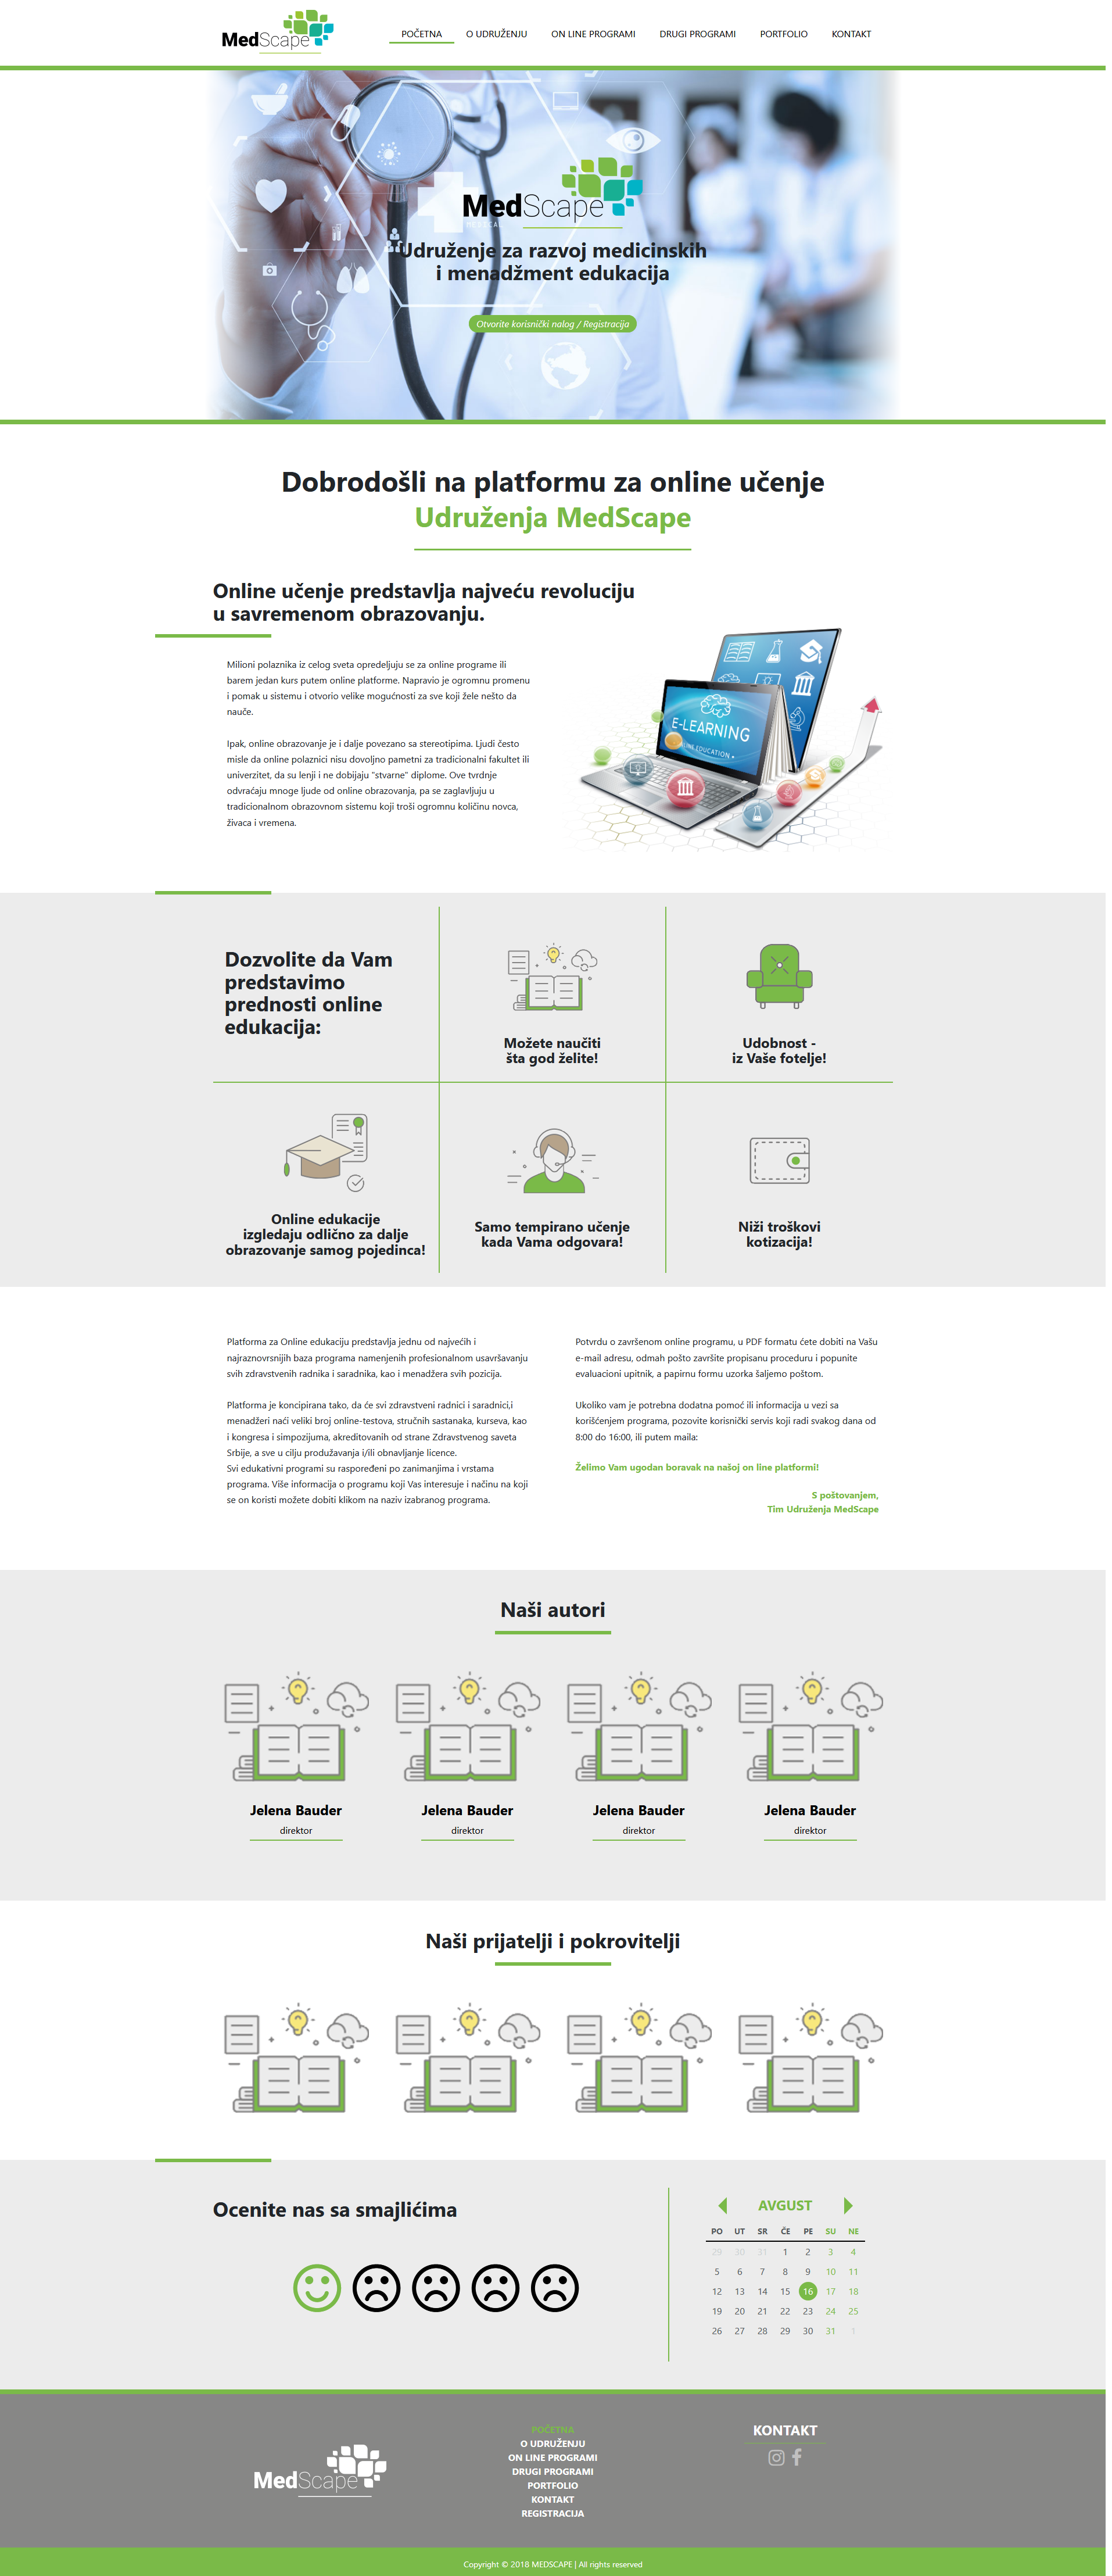 MedScape
POČETNA O UDRUŽENJU ON LINE PROGRAMI DRUGI PROGRAMI PORTFOLIO KONTAKT
MedScape
Udruženje za razvoj medicinskih
i menadžment edukacija
Otvorite korisnički nalog / Registracija
Dobrodošli na platformu za online učenje
Udruženja MedScape
Online učenje predstavlja najveću revoluciju
u savremenom obrazovanju.
Milioni polaznika iz celog sveta opredeljuju se za online programe ili
barem jedan kurs putem online platforme. Napravio je ogromnu promenu
i pomak u sistemu i otvorio velike mogućnosti za sve koji žele nešto da
nauče.
Ipak, online obrazovanje je i dalje povezano sa stereotipima. Ljudi često
misle da online polaznici nisu dovoljno pametni za tradicionalni fakultet ili
univerzitet, da su lenji i ne dobijaju "stvarne" diplome. Ove tvrdnje
odvraćaju mnoge ljude od online obrazovanja, pa se zaglavljuju u
tradicionalnom obrazovnom sistemu koji troši ogromnu količinu novca,
živaca i vremena.
E-LEARNING
EDUCATION
Dozvolite da Vam
predstavimo
prednosti online
edukacija:
Možete naučiti
šta god želite!
Udobnost -
iz Vaše fotelje!
Online edukacije
izgledaju odlično za dalje
obrazovanje samog pojedinca!
Samo tempirano učenje
kada Vama odgovara!
Niži troškovi
kotizacija!
Platforma za Online edukaciju predstavlja jednu od najvećih i
najraznovrsnijih baza programa namenjenih profesionalnom usavršavanju
svih zdravstvenih radnika i saradnika, kao i menadžera svih pozicija.
Platforma je koncipirana tako, da će svi zdravstveni radnici i saradnici,i
menadžeri naći veliki broj online-testova, stručnih sastanaka, kurseva, kao
i kongresa i simpozijuma, akreditovanih od strane Zdravstvenog saveta
Srbije, a sve u cilju produžavanja i/ili obnavljanje licence.
Svi edukativni programi su raspoređeni po zanimanjima i vrstama
programa. Više informacija o programu koji Vas interesuje i načinu na koji
se on koristi možete dobiti klikom na naziv izabranog programa.
Potvrdu o završenom online programu, u PDF formatu ćete dobiti na Vašu
e-mail adresu, odmah pošto završite propisanu proceduru i popunite
evaluacioni upitnik, a papirnu formu uzorka šaljemo poštom.
Ukoliko vam je potrebna dodatna pomoć ili informacija u vezi sa
korišćenjem programa, pozovite korisnički servis koji radi svakog dana od
8:00 do 16:00, ili putem maila:
Želimo Vam ugodan boravak na našoj on line platformi!
S poštovanjem,
Tim Udruženja MedScape
Naši autori
Jelena Bauder Jelena Bauder Jelena Bauder Jelena Bauder
direktor direktor direktor direktor
Naši prijatelji i pokrovitelji
Ocenite nas sa smajlićima
AVGUST
PO UT SR ČE PE SU NE
29 30 31 1 2 3 4
5 6 7 8 9 10 11
12 13 14 15 16 17 18
19 20 21 22 23 24 25
26 27 28 29 30 31 1
MedScape
POČETNA
O UDRUŽENJU
ON LINE PROGRAMI
DRUGI PROGRAMI
PORTFOLIO
KONTAKT
REGISTRACIJA
KONTAKT
Copyright © 2018 MEDSCAPE | All rights reserved